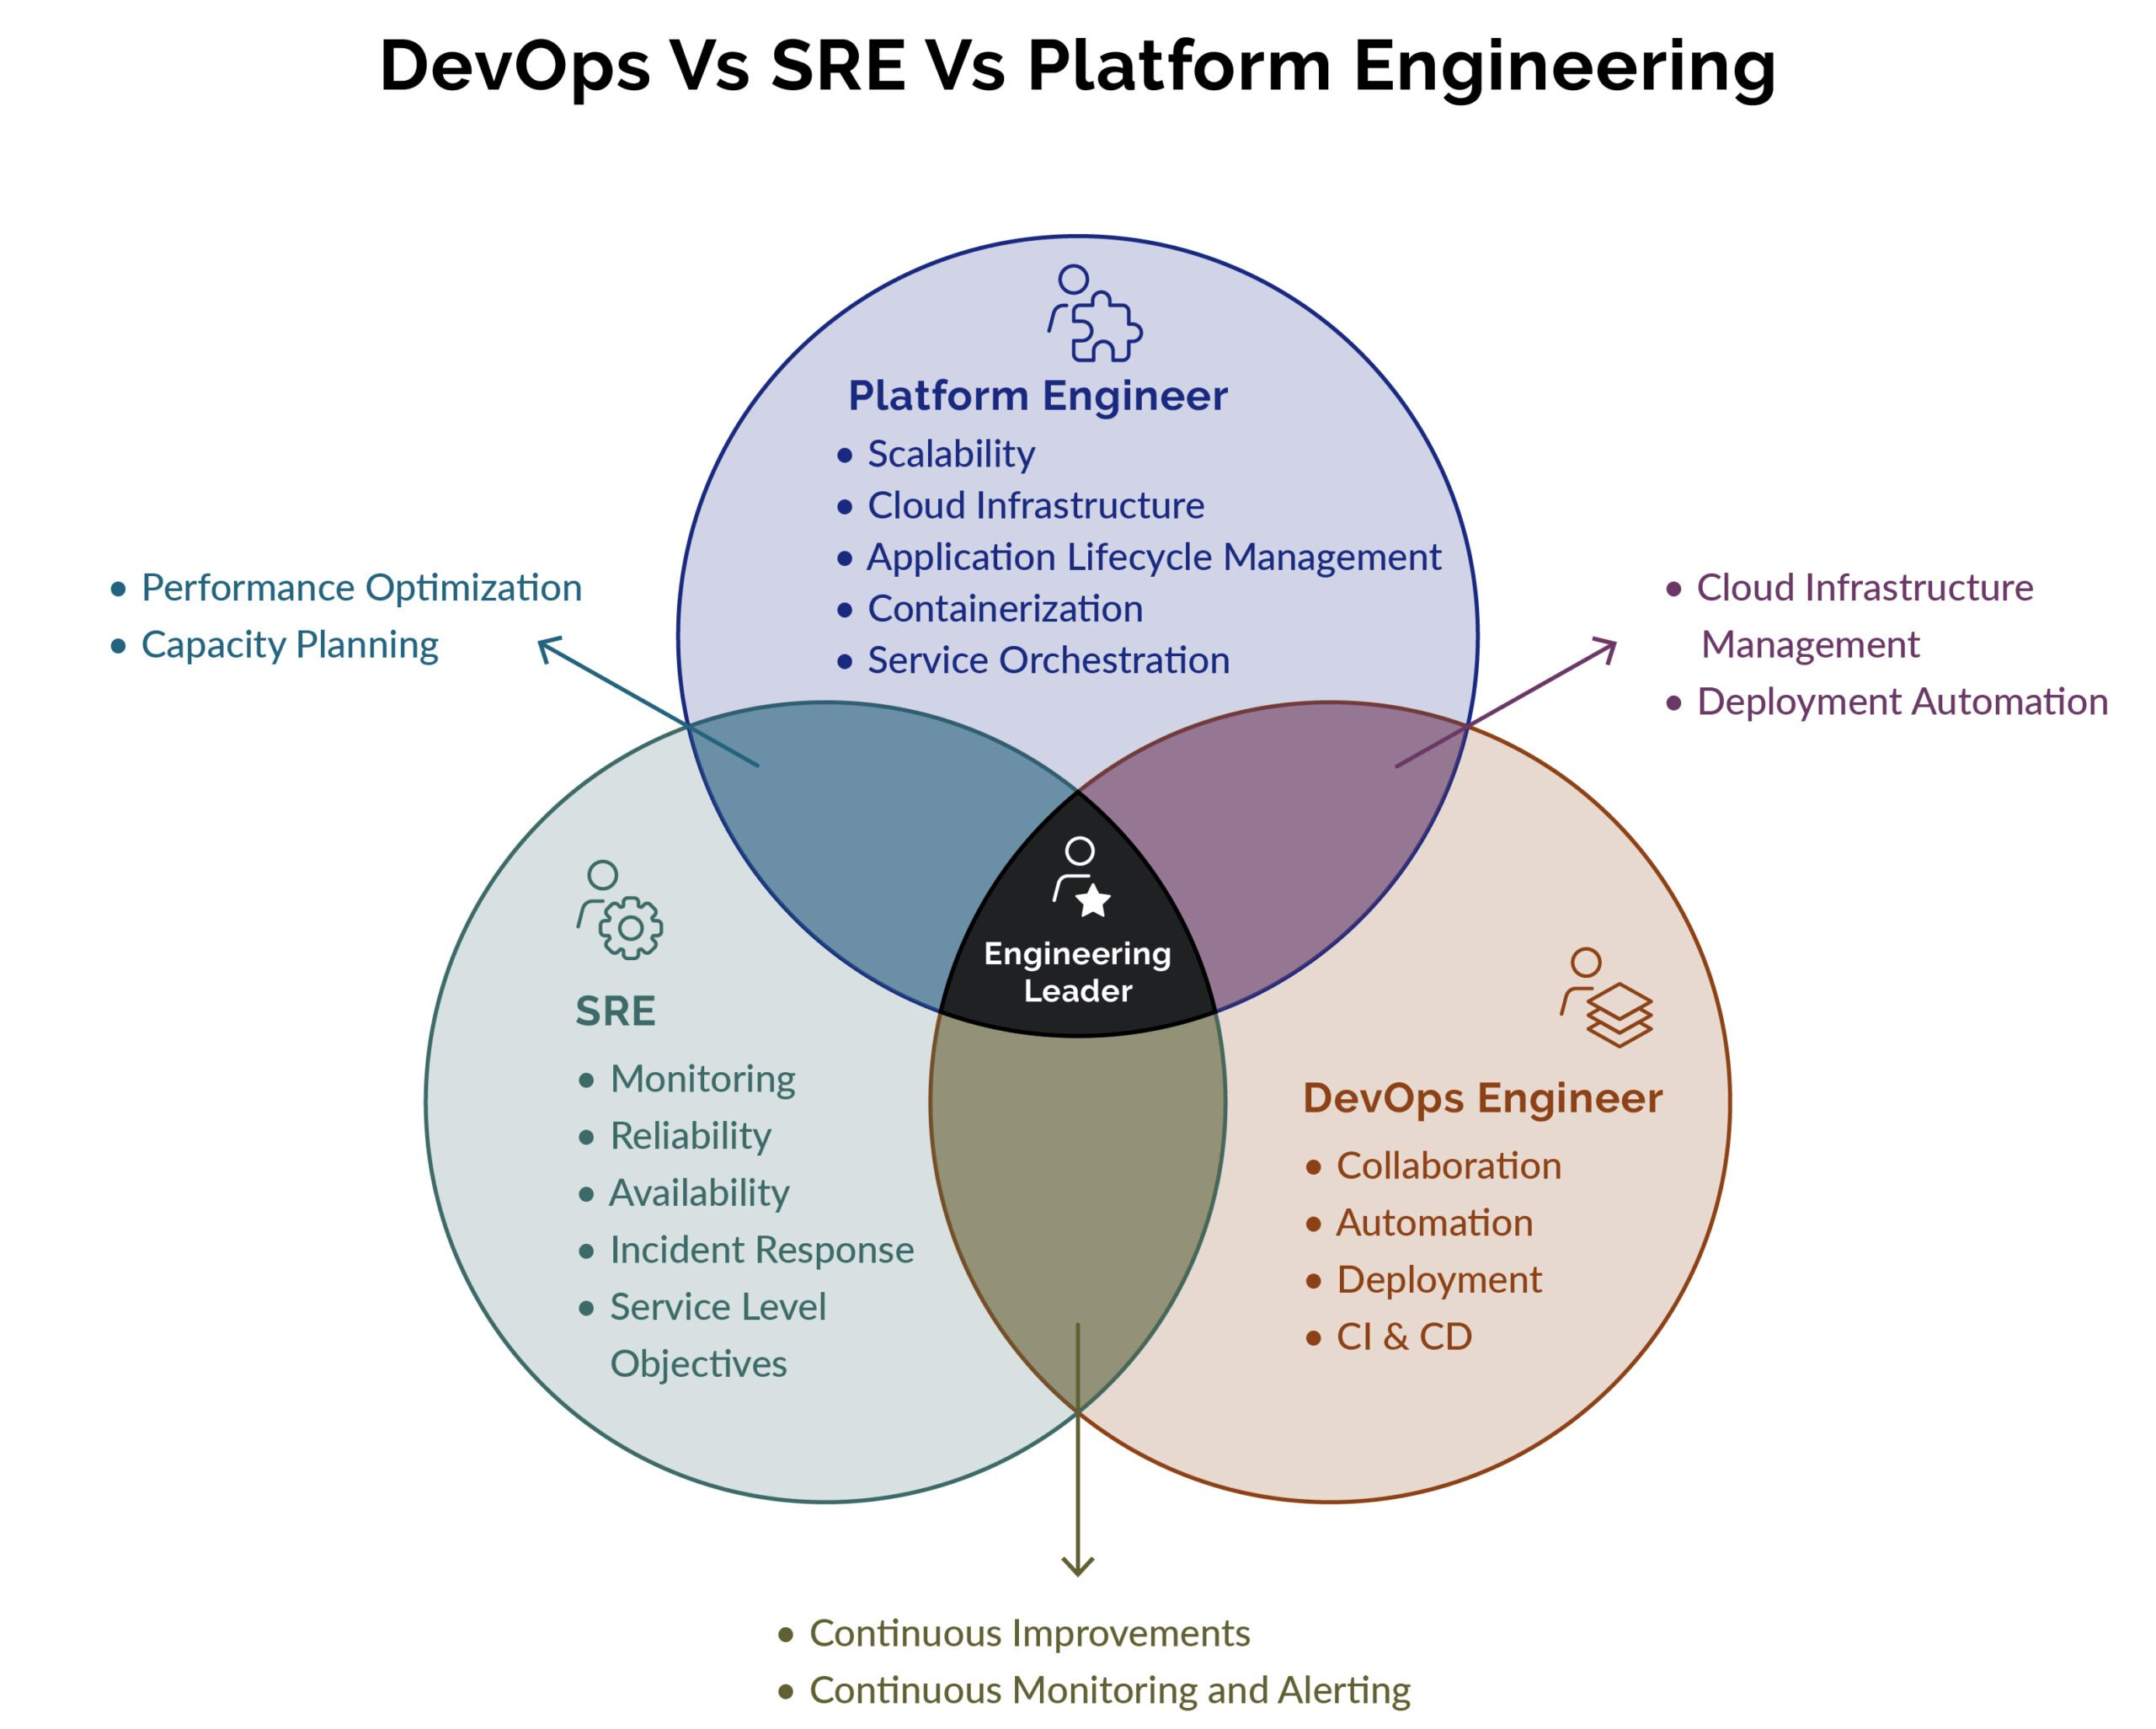 DevOps Vs SRE Vs Platform Engineering
Platform Engineer
• Scalability
• Cloud Infrastructure
• Application Lifecycle Management
• Containerization
• Service Orchestration
• Performance Optimization
• Capacity Planning
• Cloud Infrastructure
Management
• Deployment Automation
Engineering
Leader
SRE
• Monitoring
• Reliability
• Availability
• Incident Response
• Service Level
Objectives
DevOps Engineer
• Collaboration
• Automation
• Deployment
• CI & CD
• Continuous Improvements
• Continuous Monitoring and Alerting